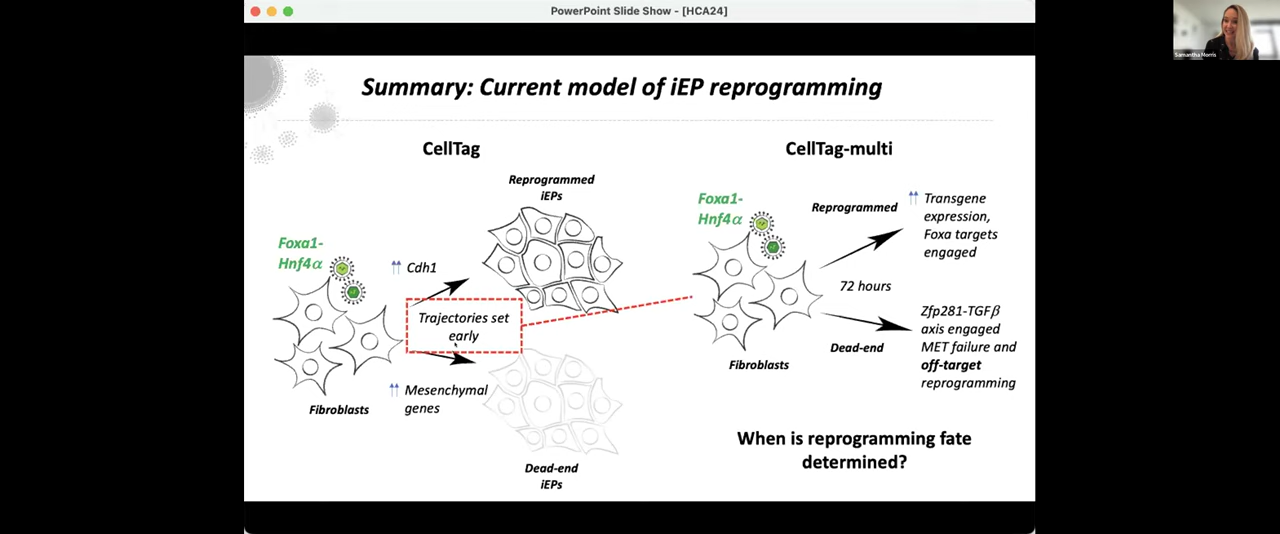 PowerPoint Slide Show - [HCA24]
Samantha Morris
Summary: Current model of iEP reprogramming
CellTag
Reprogrammed
iEPs
Foxa1-
Hnf4α
Cdh1
Trajectories set
early
Mesenchymal
genes
Fibroblasts
Dead-end
iEPs
CellTag-multi
Foxa1-
Hnf4α
Reprogrammed
Transgene
expression,
Foxa targets
engaged
72 hours
Zfp281-TGFβ
axis engaged
MET failure and
off-target
reprogramming
Dead-end
Fibroblasts
When is reprogramming fate
determined?